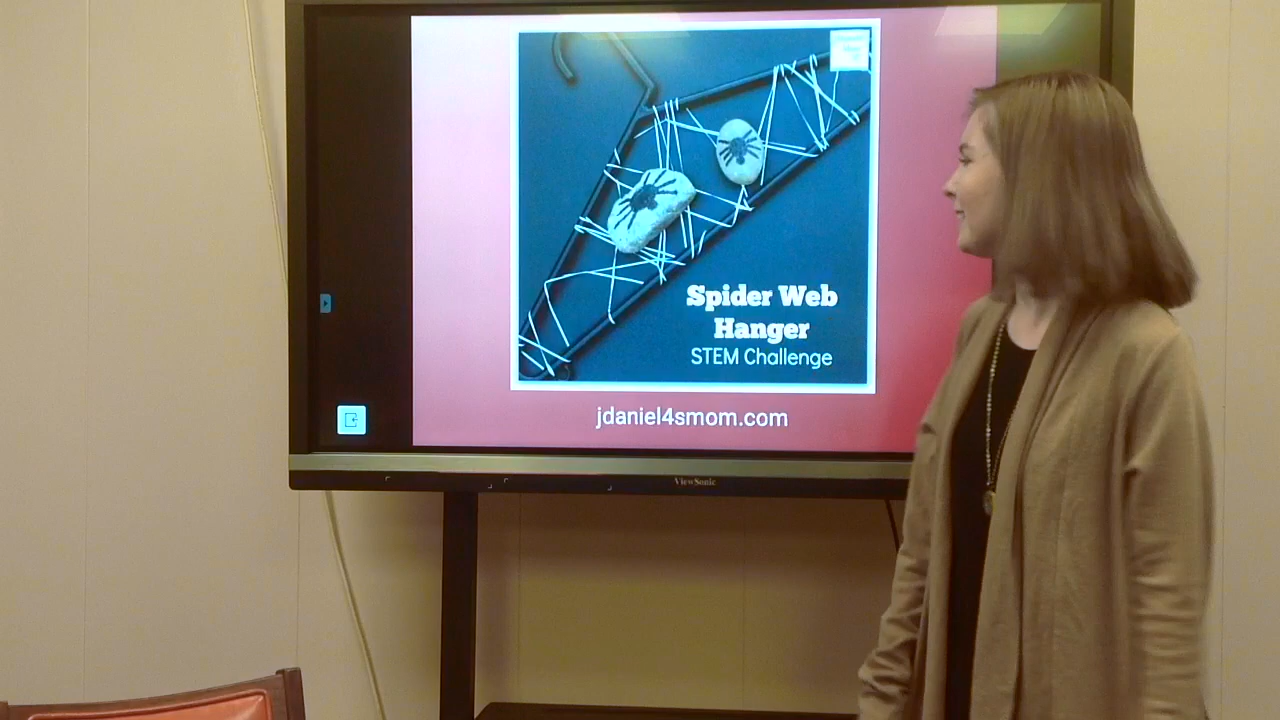 Spider Web
Hanger
STEM Challenge
jdaniel4smom.com
ViewSonic